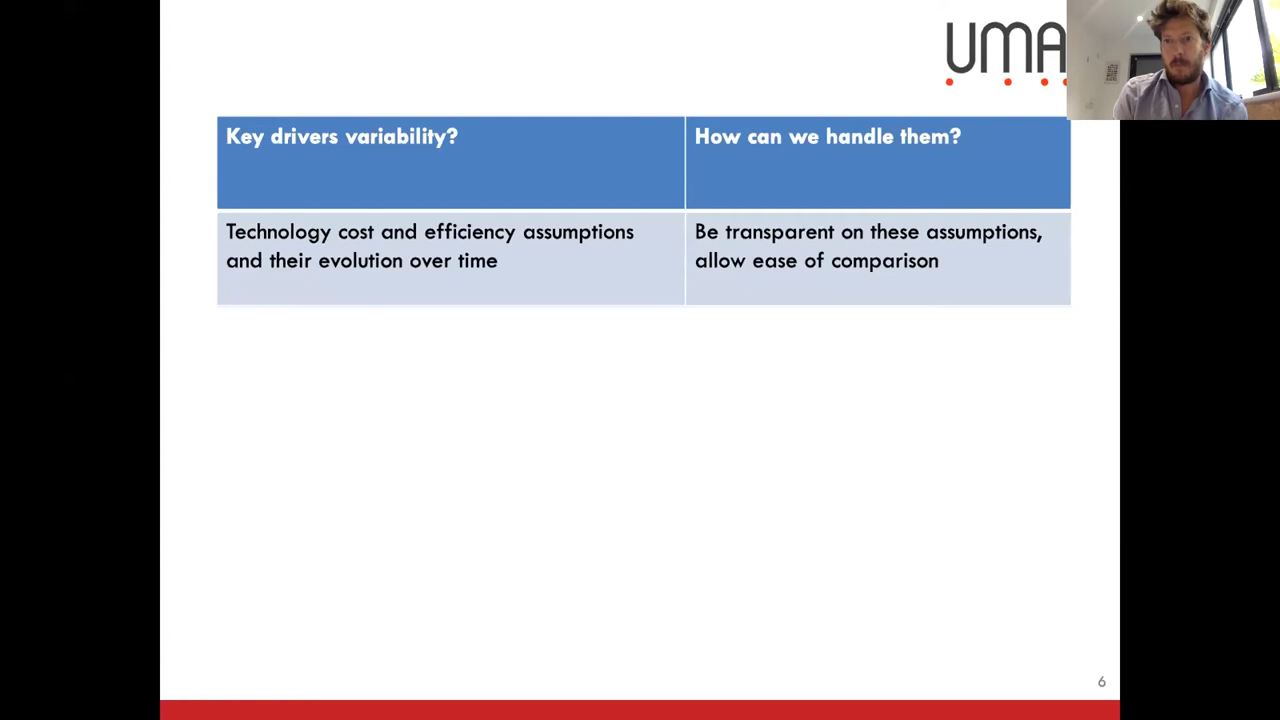 UMA
Key drivers variability?
How can we handle them?
Technology cost and efficiency assumptions
and their evolution over time
Be transparent on these assumptions,
allow ease of comparison
6